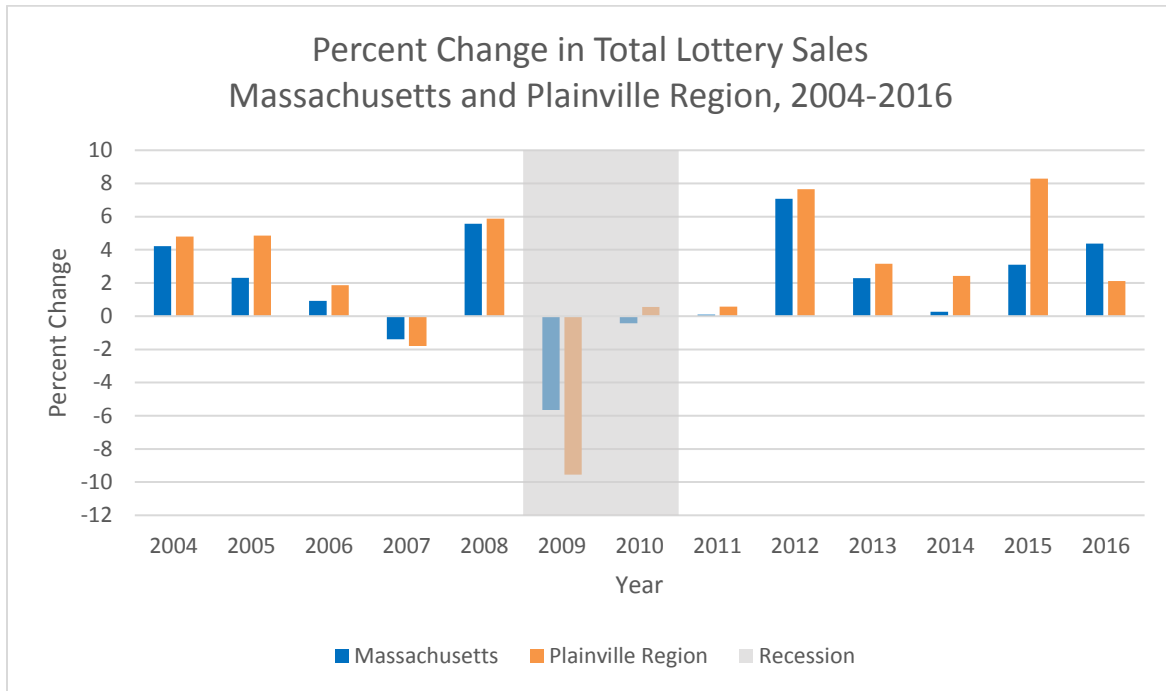 Percent Change in Total Lottery Sales
Massachusetts and Plainville Region, 2004-2016
Percent Change
10
8
6
4
2
0
-2
-4
-6
-8
-10
-12
2004 2005 2006 2007 2008 2009 2010 2011 2012 2013 2014 2015 2016
Year
Massachusetts Plainville Region Recession